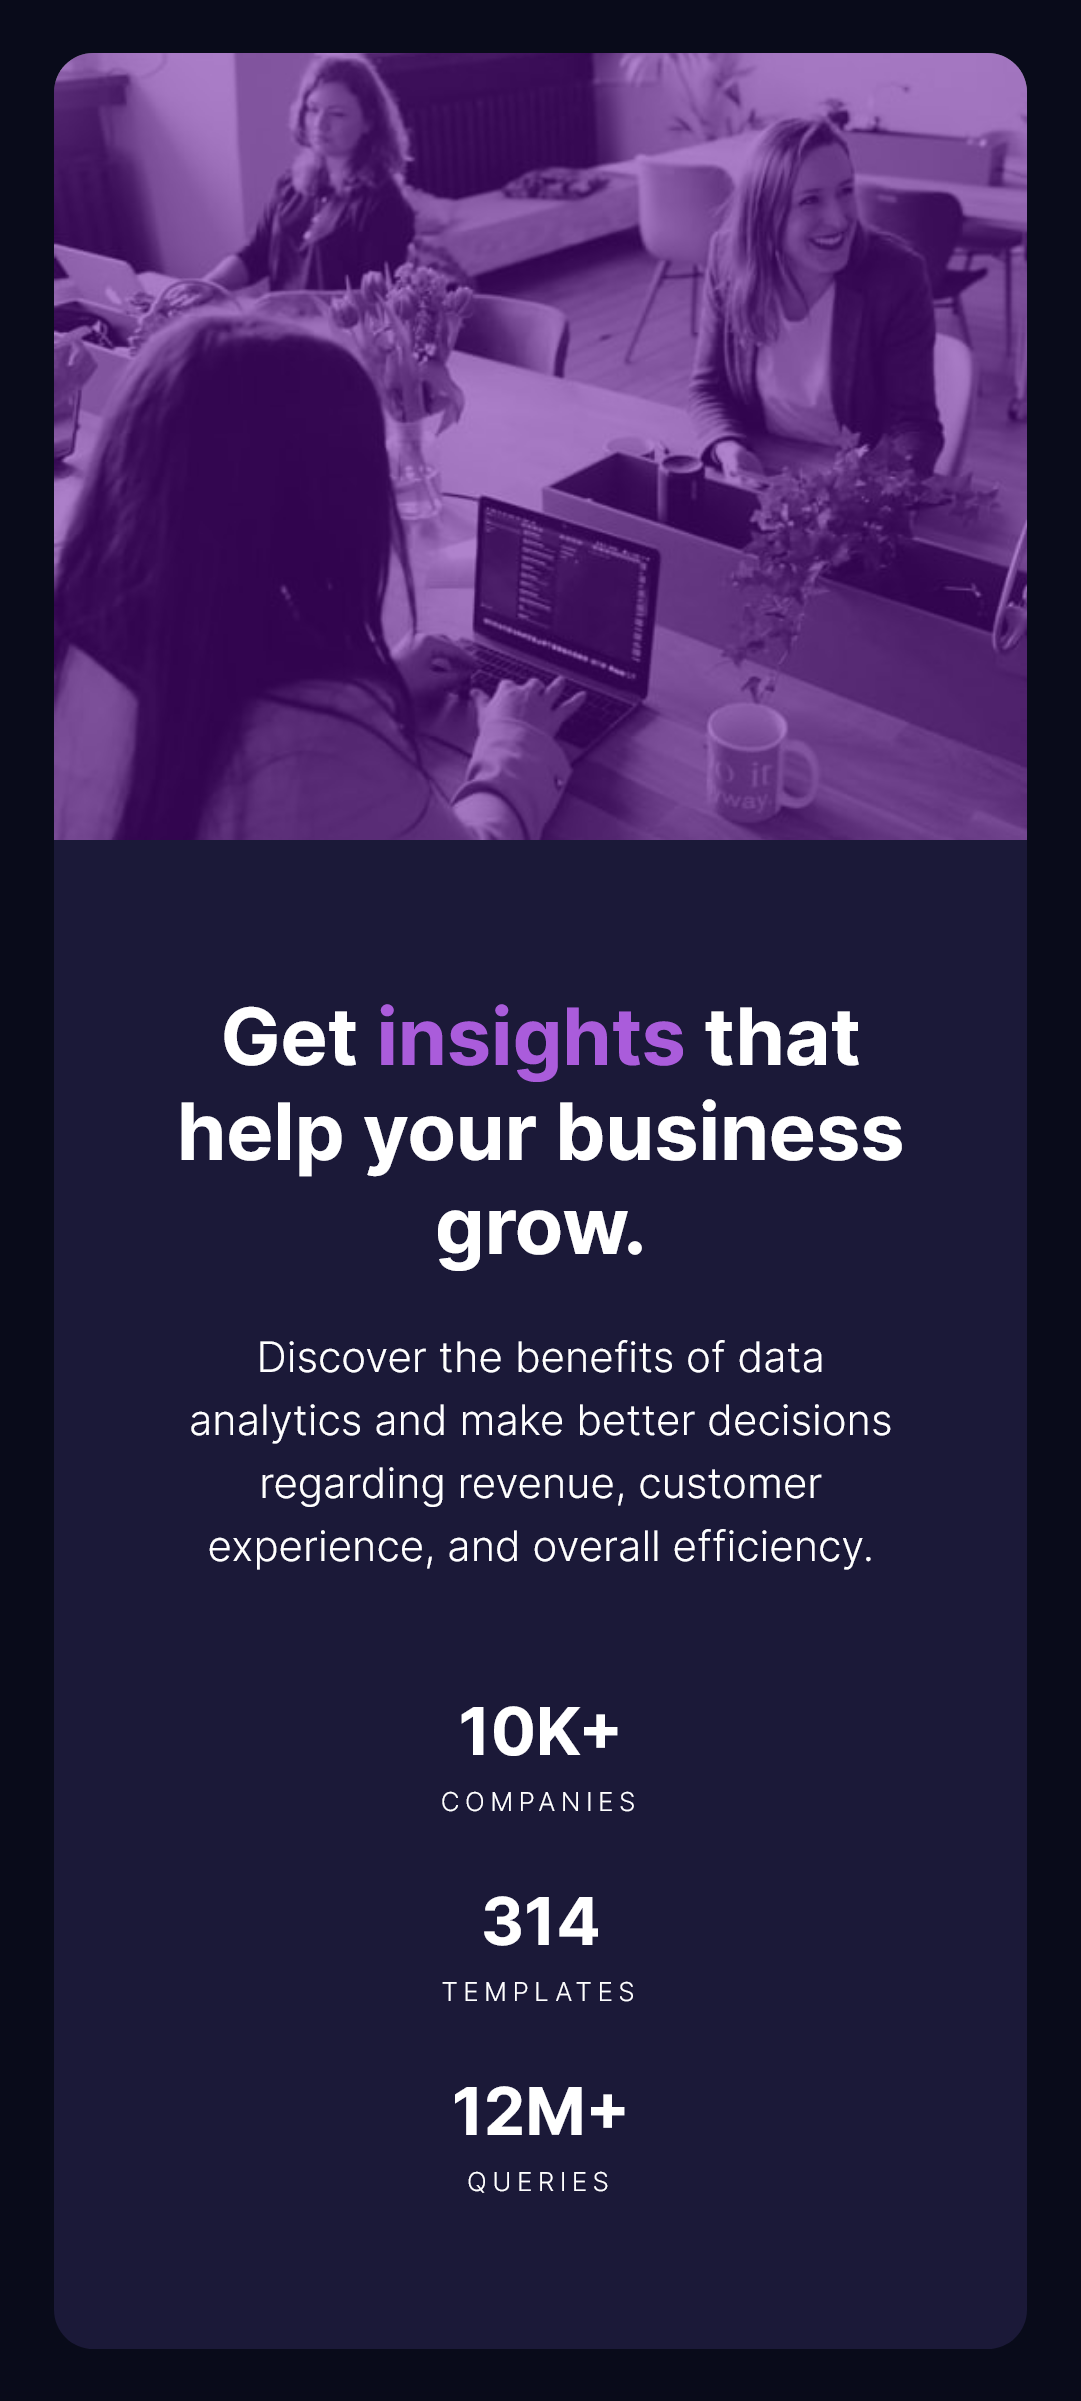 Get insights that
help your business
grow.
Discover the benefits of data
analytics and make better decisions
regarding revenue, customer
experience, and overall efficiency.
10K+
COMPANIES
314
TEMPLATES
12M+
QUERIES